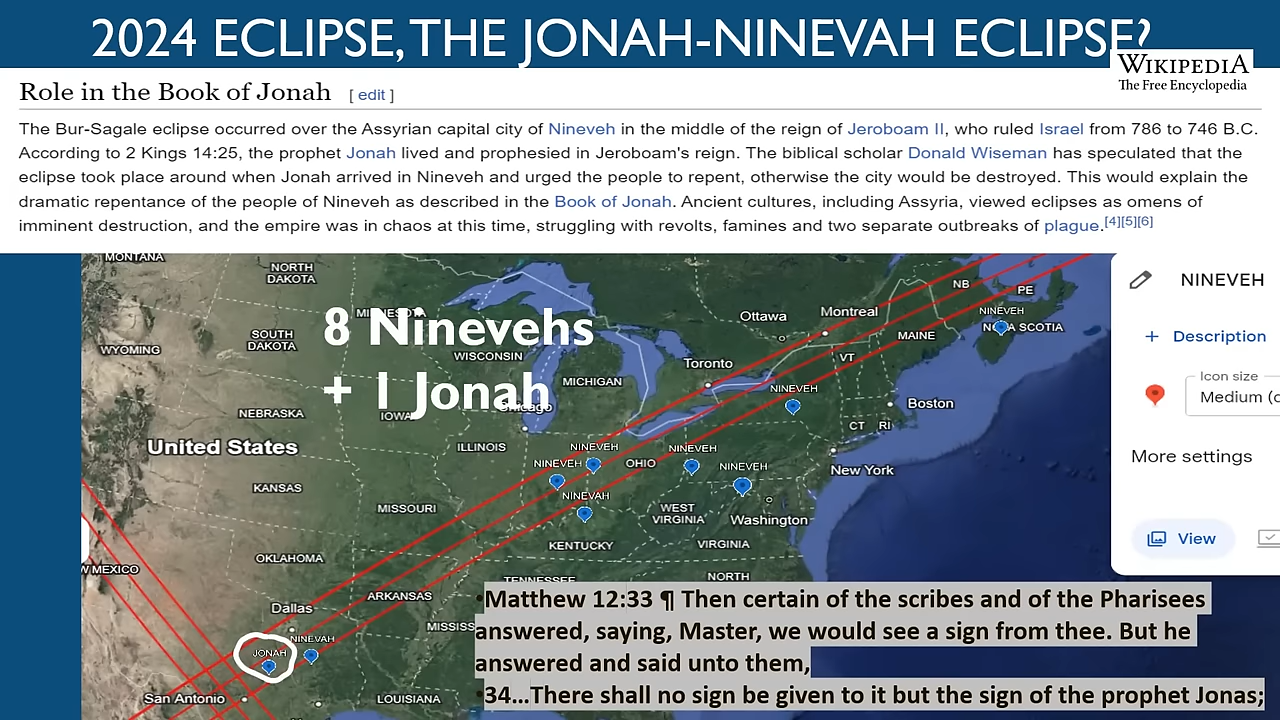 2024 ECLIPSE, THE JONAH-NINEVAH ECLIPSE?
WIKIPEDIA
The Free Encyclopedia
Role in the Book of Jonah [ edit ]
The Bur-Sagale eclipse occurred over the Assyrian capital city of Nineveh in the middle of the reign of Jeroboam II, who ruled Israel from 786 to 746 B.C.
According to 2 Kings 14:25, the prophet Jonah lived and prophesied in Jeroboam's reign. The biblical scholar Donald Wiseman has speculated that the
eclipse took place around when Jonah arrived in Nineveh and urged the people to repent, otherwise the city would be destroyed. This would explain the
dramatic repentance of the people of Nineveh as described in the Book of Jonah. Ancient cultures, including Assyria, viewed eclipses as omens of
imminent destruction, and the empire was in chaos at this time, struggling with revolts, famines and two separate outbreaks of plague.[4][5][6]
MONTANA
NORTH
DAKOTA
MINNESOTA
8 Ninevehs
+ 1 Jonah
SOUTH
DAKOTA
WYOMING
WISCONSIN
MICHIGAN
Ottawa
Montreal
NB
PE
NINEVEH
NOVA SCOTIA
MAINE
VT
Toronto
NINEVEH
Boston
CT
RI
NEBRASKA
IOWA
Chicago
United States
ILLINOIS
NINEVEH
NINEVEH
OHIO
NINEVEH
NINEVEH
New York
KANSAS
MISSOURI
NINEVAH
WEST
VIRGINIA
Washington
KENTUCKY
VIRGINIA
W MEXICO
OKLAHOMA
TENNESSEE
NORTH
ARKANSAS
Dallas
MISSISS
NINEVAH
JONAH
San Antonio
LOUISIANA
NINEVEH
+ Description
Icon size
Medium (d
More settings
View
•Matthew 12:33 ¶ Then certain of the scribes and of the Pharisees
answered, saying, Master, we would see a sign from thee. But he
answered and said unto them,
•34…There shall no sign be given to it but the sign of the prophet Jonas;